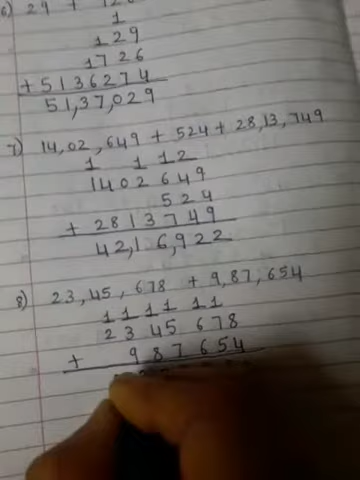 6) 29 +
1
129
1726
+ 5136274
51,37,029
7) 14,02,649 + 524 + 28,13,749
1 1 1 2
1402649
524
+ 2813749
42,16,922
8) 23,45,678 + 9,87,654
1 1 1 1 1 1
2345678
+ 987654